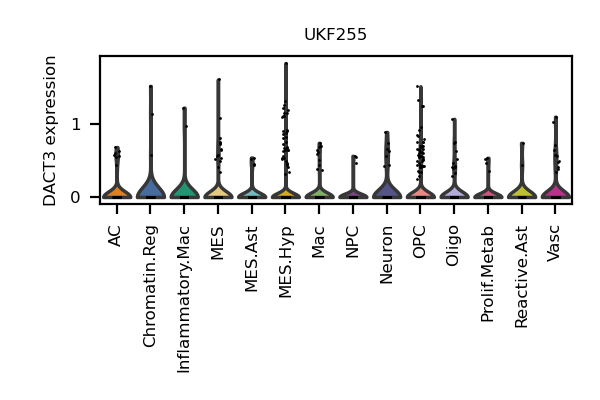 UKF255
DACT3 expression
1
0
AC
Chromatin.Reg
Inflammatory.Mac
MES
MES.Ast
MES.Hyp
Mac
NPC
Neuron
OPC
Oligo
Prolif.Metab
Reactive.Ast
Vasc